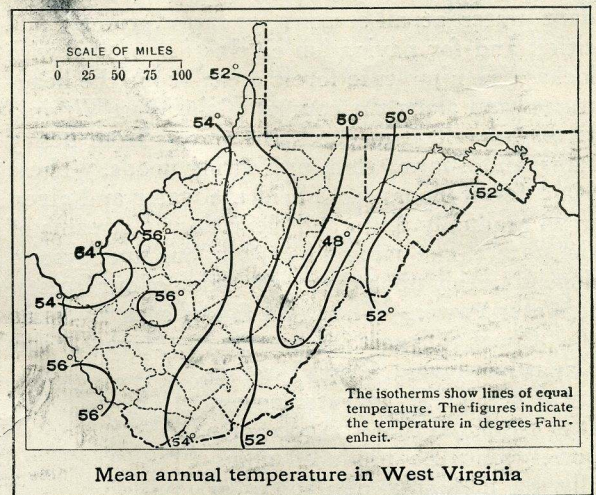 SCALE OF MILES
0 25 50 75 100
52°
54°
50° 50°
52°
56°
54°
48°
54°
56°
52°
56°
56°
54° 52°
The isotherms show lines of equal
temperature. The figures indicate
the temperature in degrees Fahr-
enheit.
Mean annual temperature in West Virginia